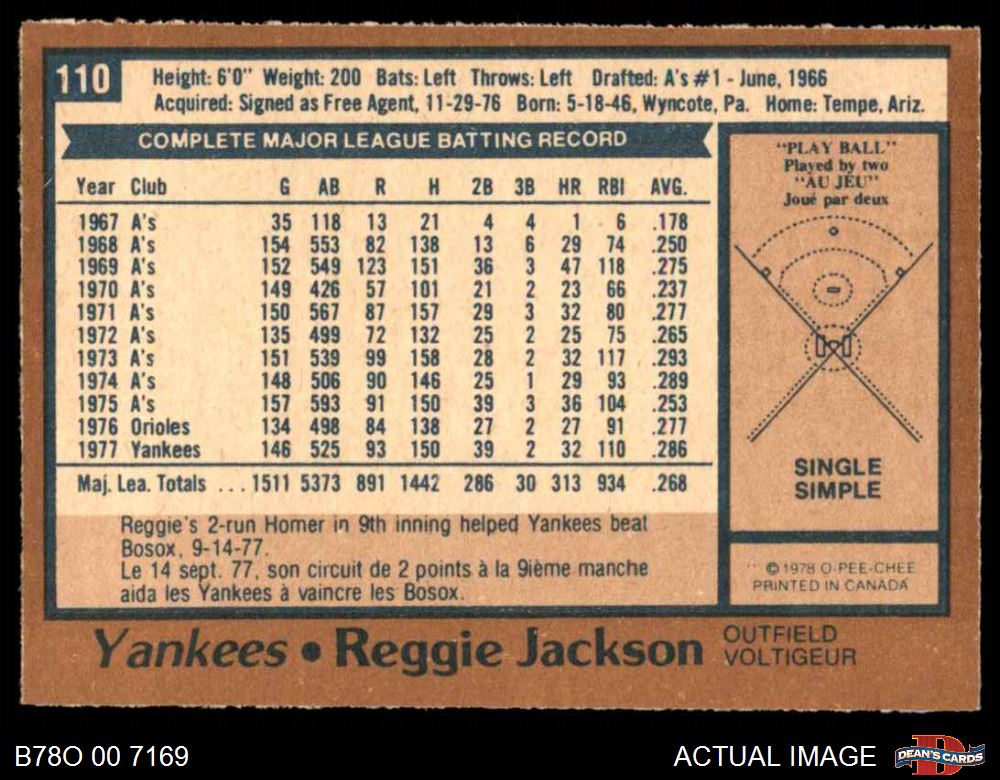 110
Height: 6'0" Weight: 200 Bats: Left Throws: Left Drafted: A's #1 - June, 1966
Acquired: Signed as Free Agent, 11-29-76 Born: 5-18-46, Wyncote, Pa. Home: Tempe, Ariz.
COMPLETE MAJOR LEAGUE BATTING RECORD
Year Club G AB R H 2B 3B HR RBI AVG.
1967 A's 35 118 13 21 4 4 1 6 .178
1968 A's 154 553 82 138 13 6 29 74 .250
1969 A's 152 549 123 151 36 3 47 118 .275
1970 A's 149 426 57 101 21 2 23 66 .237
1971 A's 150 567 87 157 29 3 32 80 .277
1972 A's 135 499 72 132 25 2 25 75 .265
1973 A's 151 539 99 158 28 2 32 117 .293
1974 A's 148 506 90 146 25 1 29 93 .289
1975 A's 157 593 91 150 39 3 36 104 .253
1976 Orioles 134 498 84 138 27 2 27 91 .277
1977 Yankees 146 525 93 150 39 2 32 110 .286
Maj. Lea. Totals ... 1511 5373 891 1442 286 30 313 934 .268
Reggie's 2-run Homer in 9th inning helped Yankees beat
Bosox, 9-14-77.
Le 14 sept. 77, son circuit de 2 points à la 9ième manche
aida les Yankees à vaincre les Bosox.
"PLAY BALL"
Played by two
"AU JEU"
Joué par deux
SINGLE
SIMPLE
© 1978 O-PEE-CHEE
PRINTED IN CANADA
Yankees • Reggie Jackson
OUTFIELD
VOLTIGEUR
B78O 00 7169
ACTUAL IMAGE
D
DEAN'S CARDS